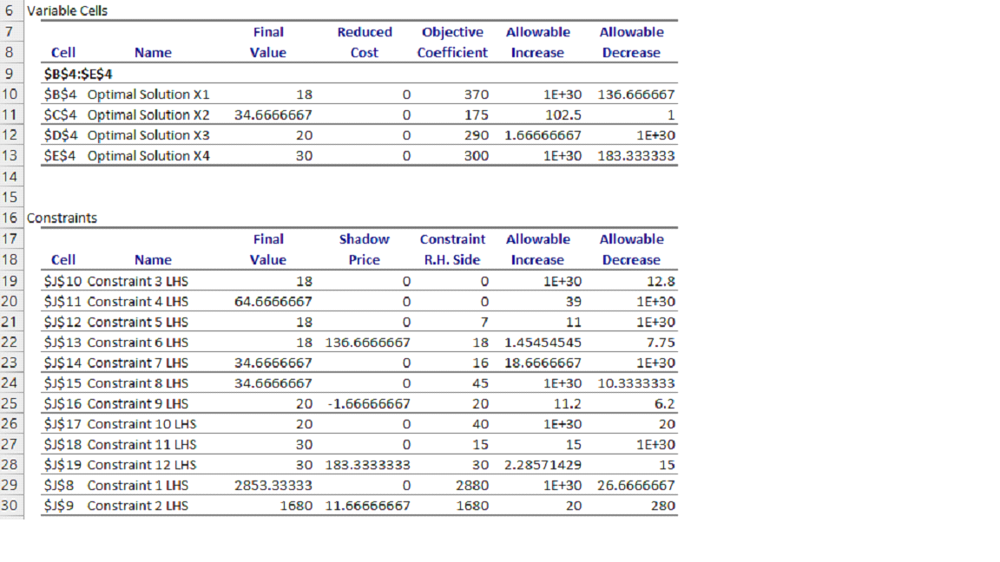 6 Variable Cells
7 Final Reduced Objective Allowable Allowable
8 Cell Name Value Cost Coefficient Increase Decrease
9 $B$4:$E$4
10 $B$4 Optimal Solution X1 18 0 370 1E+30 136.666667
11 $C$4 Optimal Solution X2 34.6666667 0 175 102.5 1
12 $D$4 Optimal Solution X3 20 0 290 1.66666667 1E+30
13 $E$4 Optimal Solution X4 30 0 300 1E+30 183.333333
14
15
16 Constraints
17 Final Shadow Constraint Allowable Allowable
18 Cell Name Value Price R.H. Side Increase Decrease
19 $J$10 Constraint 3 LHS 18 0 0 1E+30 12.8
20 $J$11 Constraint 4 LHS 64.6666667 0 0 39 1E+30
21 $J$12 Constraint 5 LHS 18 0 7 11 1E+30
22 $J$13 Constraint 6 LHS 18 136.6666667 18 1.45454545 7.75
23 $J$14 Constraint 7 LHS 34.6666667 0 16 18.6666667 1E+30
24 $J$15 Constraint 8 LHS 34.6666667 0 45 1E+30 10.3333333
25 $J$16 Constraint 9 LHS 20 -1.66666667 20 11.2 6.2
26 $J$17 Constraint 10 LHS 20 0 40 1E+30 20
27 $J$18 Constraint 11 LHS 30 0 15 15 1E+30
28 $J$19 Constraint 12 LHS 30 183.3333333 30 2.28571429 15
29 $J$8 Constraint 1 LHS 2853.33333 0 2880 1E+30 26.6666667
30 $J$9 Constraint 2 LHS 1680 11.66666667 1680 20 280